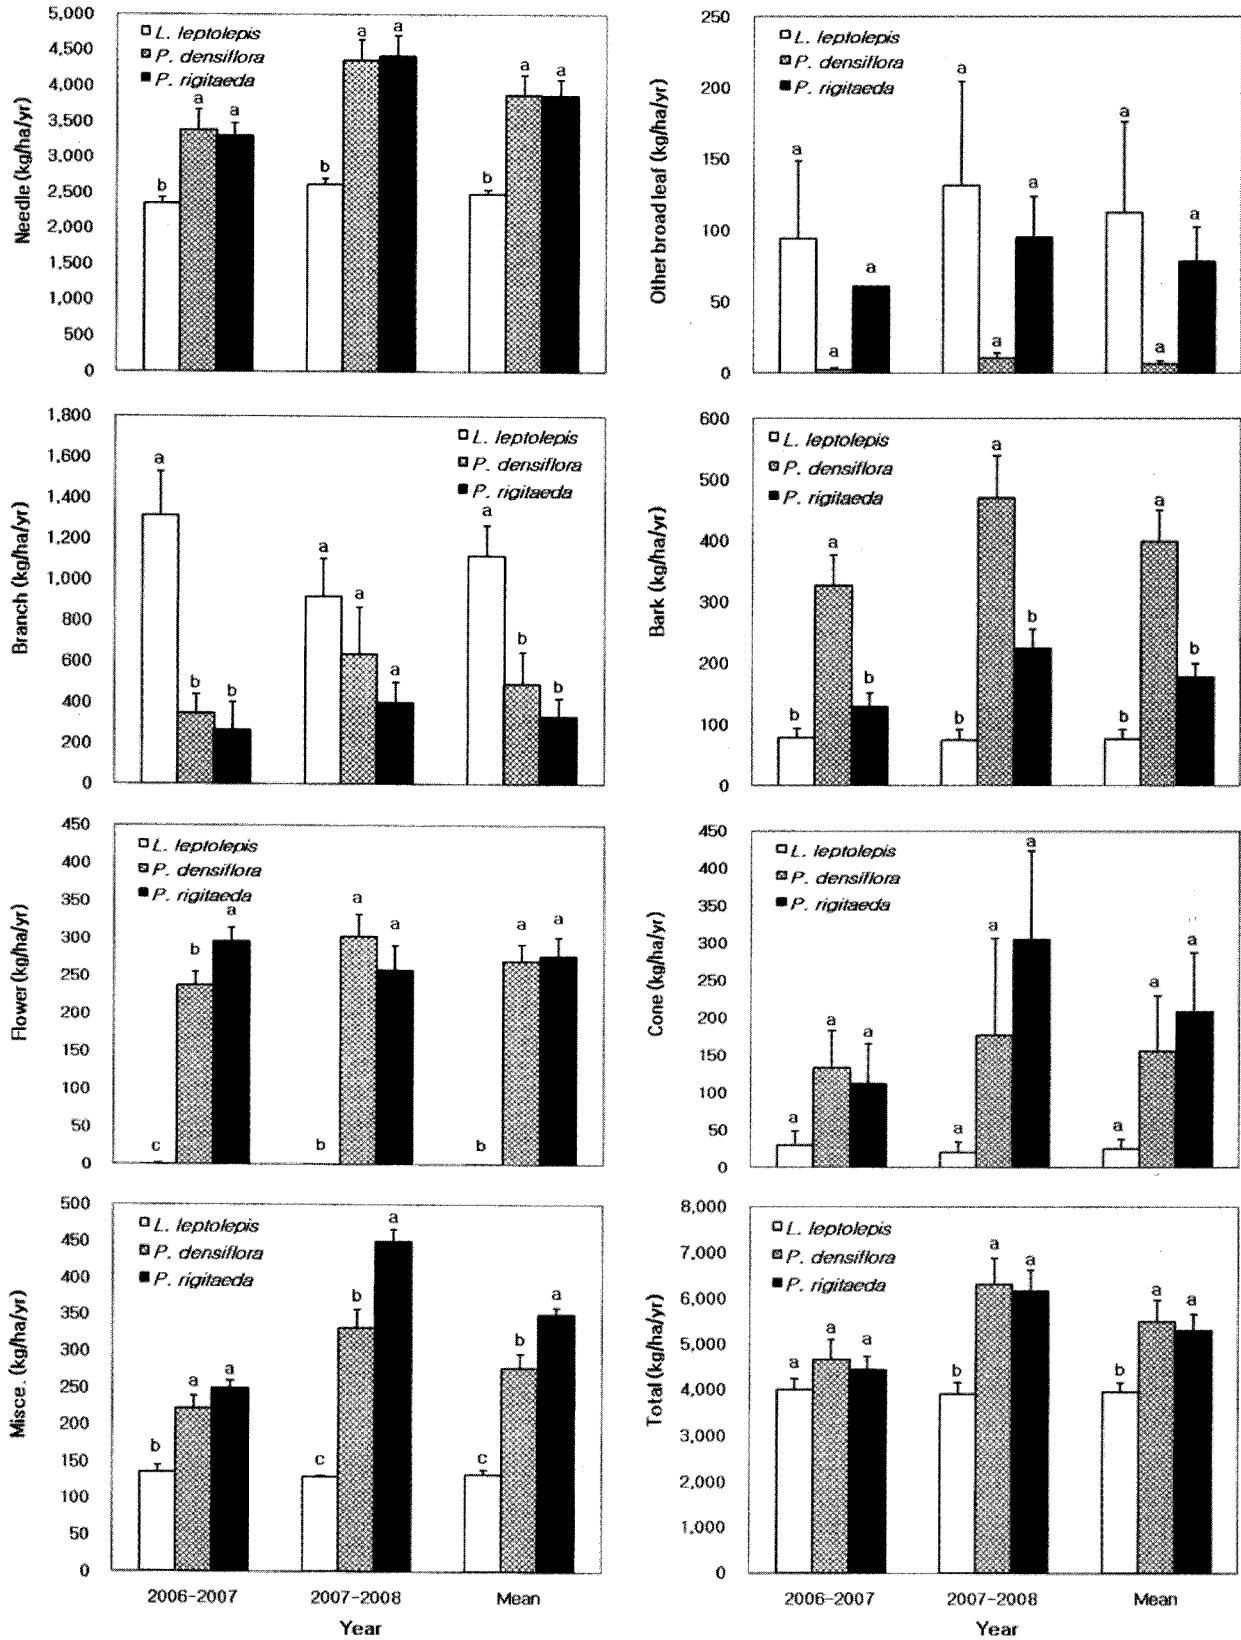 5,000
4,500
4,000
3,500
3,000
2,500
2,000
1,500
1,000
500
0
Needle (kg/ha/yr)
L. leptolepis
P. densiflora
P. rigitaeda
b
a
a
b
a
a
b
a
a
250
200
150
100
50
0
Other broad leaf (kg/ha/yr)
L. leptolepis
P. densiflora
P. rigitaeda
a
a
a
a
a
a
a
a
a
1,800
1,600
1,400
1,200
1,000
800
600
400
200
0
Branch (kg/ha/yr)
L. leptolepis
P. densiflora
P. rigitaeda
a
b
b
a
a
a
a
b
b
600
500
400
300
200
100
0
Bark (kg/ha/yr)
L. leptolepis
P. densiflora
P. rigitaeda
b
a
b
b
a
b
b
a
b
450
400
350
300
250
200
150
100
50
0
Flower (kg/ha/yr)
L. leptolepis
P. densiflora
P. rigitaeda
c
b
a
b
a
a
b
a
a
450
400
350
300
250
200
150
100
50
0
Cone (kg/ha/yr)
L. leptolepis
P. densiflora
P. rigitaeda
a
a
a
a
a
a
a
a
a
500
450
400
350
300
250
200
150
100
50
0
Misce. (kg/ha/yr)
L. leptolepis
P. densiflora
P. rigitaeda
b
a
a
c
b
a
c
b
a
2006-2007
2007-2008
Mean
Year
8,000
7,000
6,000
5,000
4,000
3,000
2,000
1,000
0
Total (kg/ha/yr)
L. leptolepis
P. densiflora
P. rigitaeda
a
a
a
b
a
a
b
a
a
2006-2007
2007-2008
Mean
Year